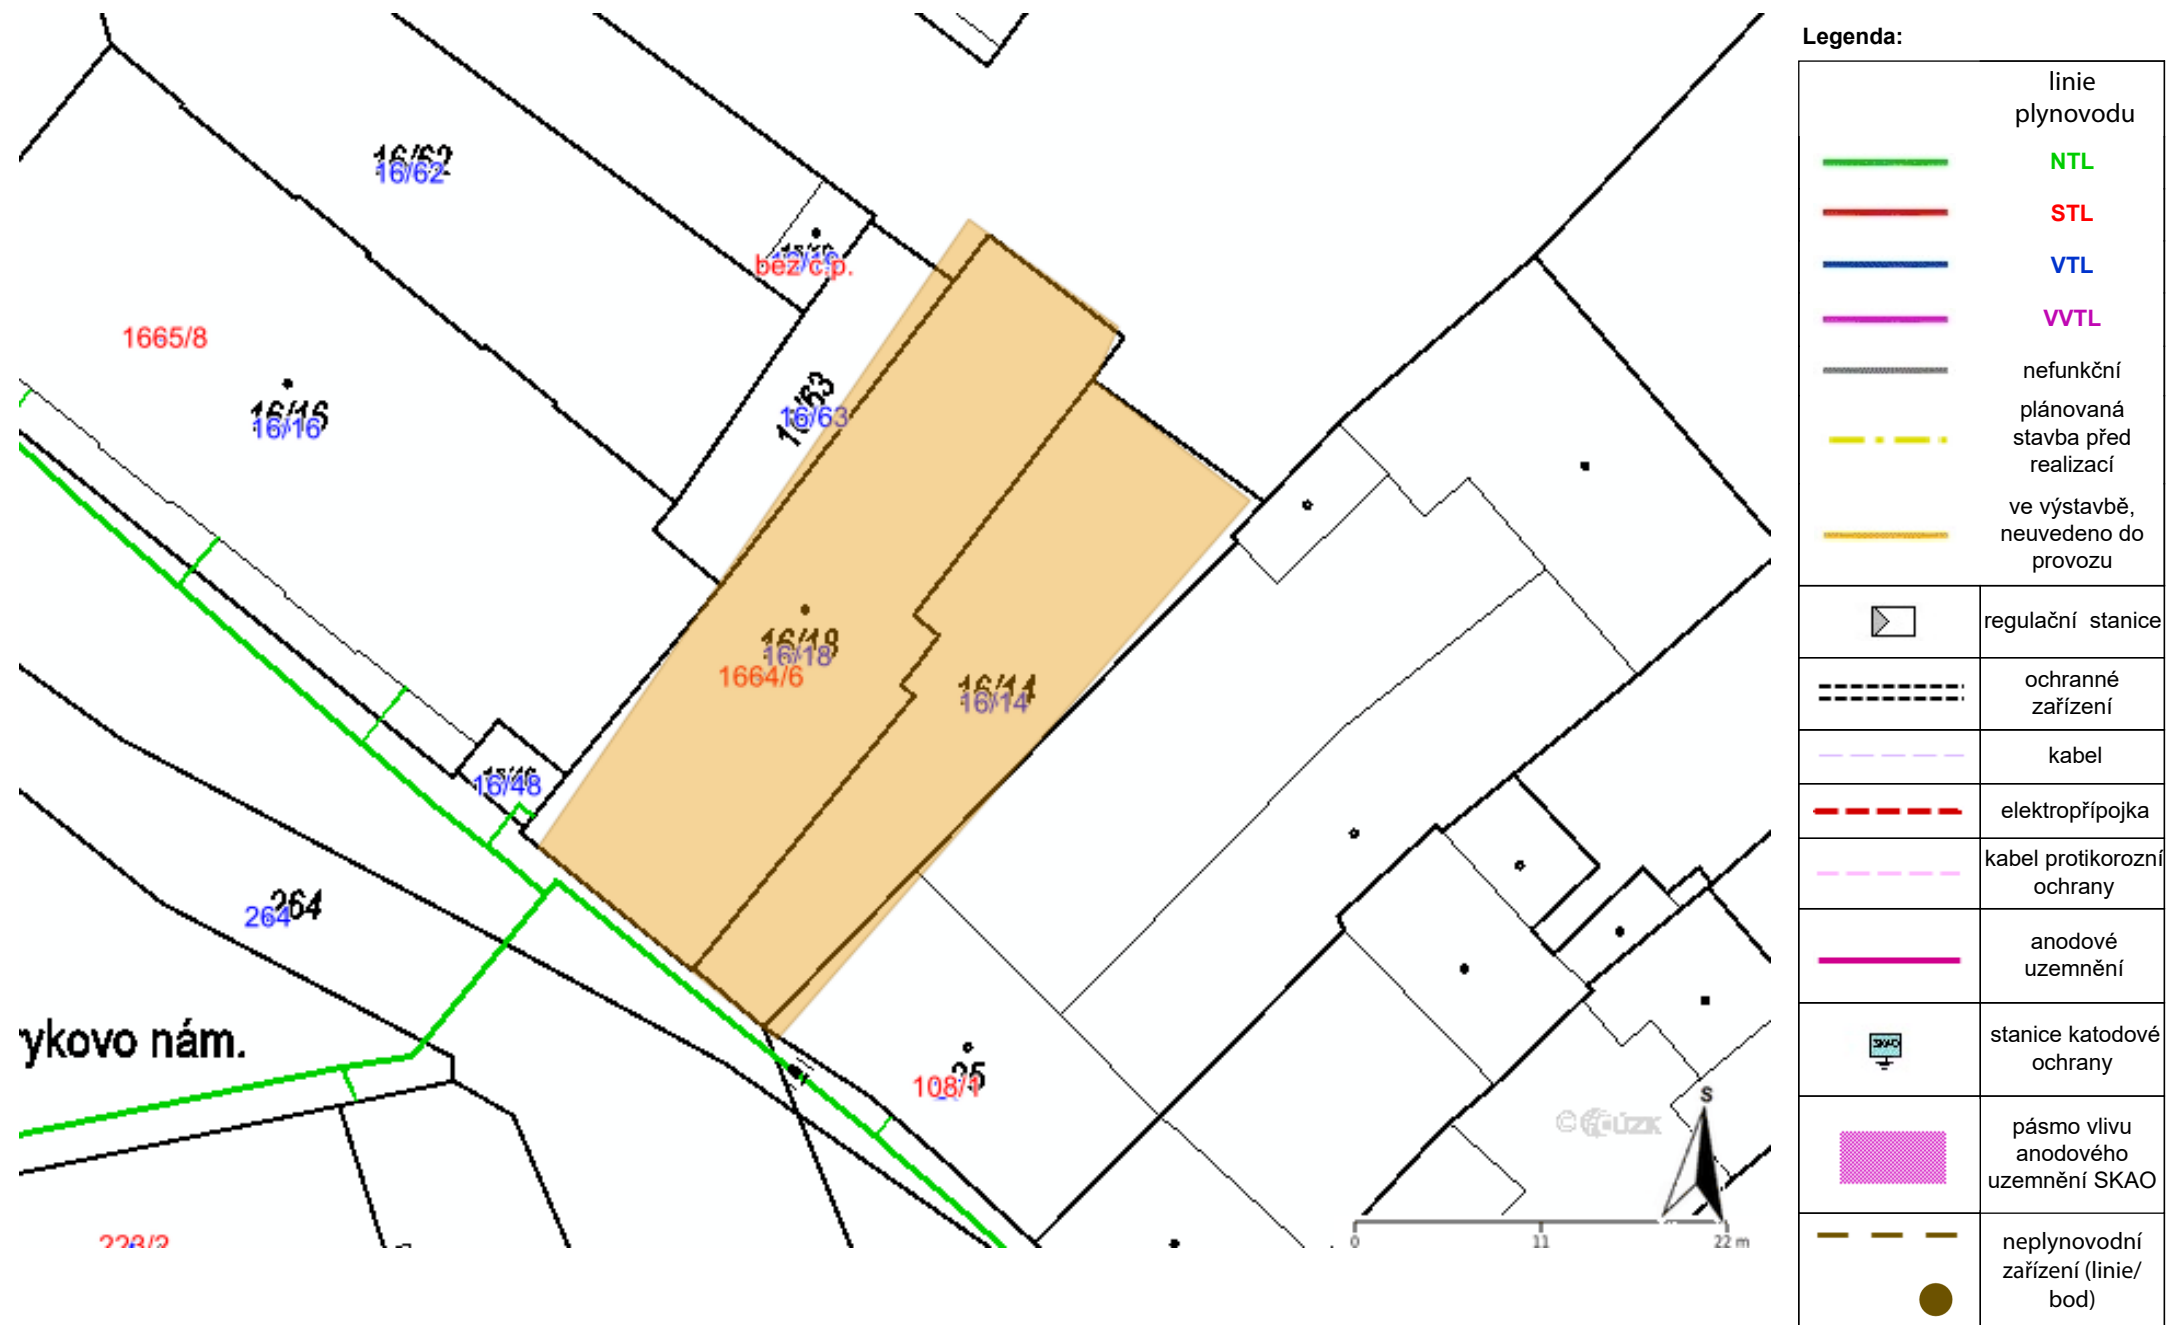 16/62
16/62
bez č.p.
1665/8
16/16
16/16
16/63
16/63
16/18
16/18
1664/6
16/14
16/14
16/48
264
264
ykovo nám.
25
108/1
223/2
S
0 11 22 m
Legenda:
linie
plynovodu
NTL
STL
VTL
VVTL
nefunkční
plánovaná
stavba před
realizací
ve výstavbě,
neuvedeno do
provozu
regulační stanice
ochranné
zařízení
kabel
elektropřípojka
kabel protikorozní
ochrany
anodové
uzemnění
SKAO
stanice katodové
ochrany
pásmo vlivu
anodového
uzemnění SKAO
neplynovodní
zařízení (linie/
bod)